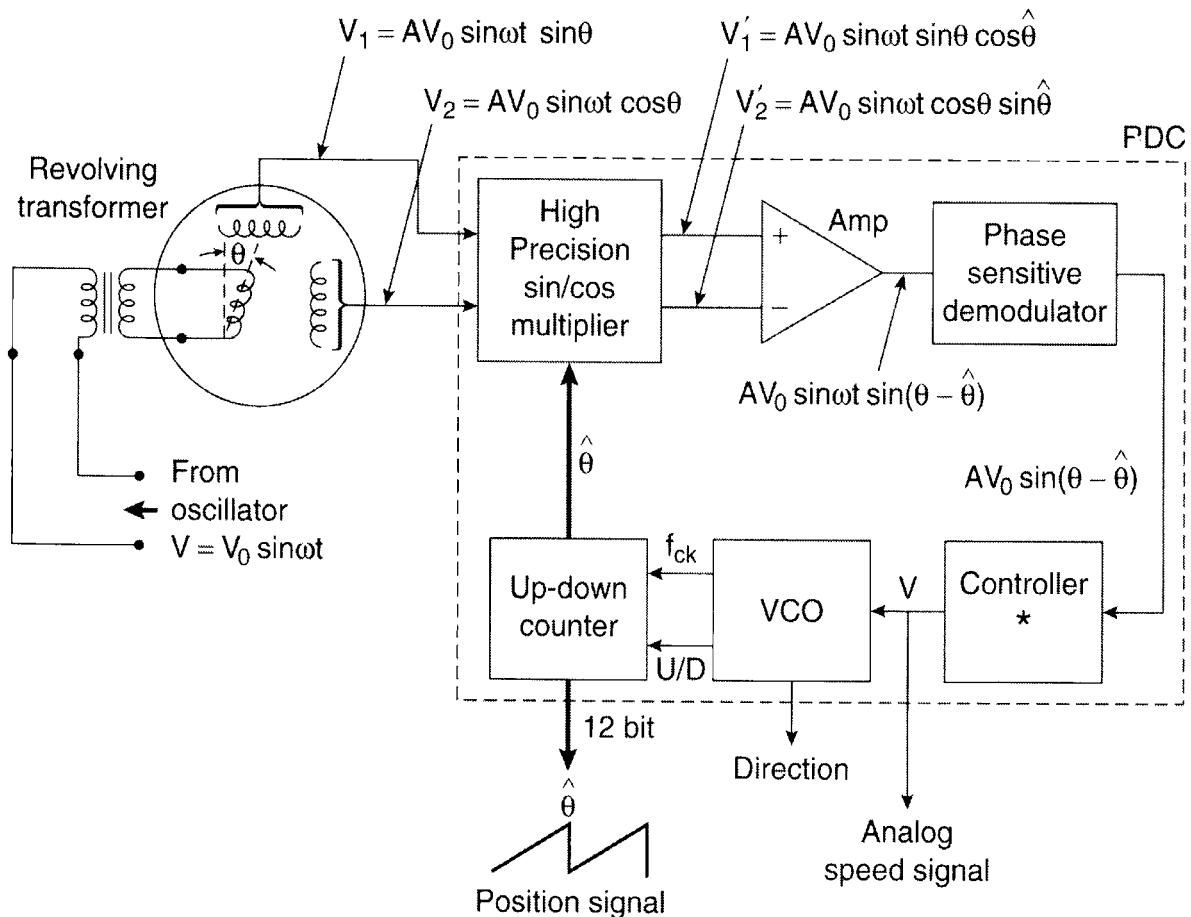 V₁ = AV₀ sinωt sinθ
V₂ = AV₀ sinωt cosθ
V₁′ = AV₀ sinωt sinθ cosθ̂
V₂′ = AV₀ sinωt cosθ sinθ̂
Revolving
transformer
θ
From
oscillator
V = V₀ sinωt
PDC
High
Precision
sin/cos
multiplier
+
−
Amp
Phase
sensitive
demodulator
AV₀ sinωt sin(θ − θ̂)
AV₀ sin(θ − θ̂)
θ̂
Up-down
counter
f_ck
U/D
VCO
V
Controller
*
12 bit
θ̂
Position signal
Direction
Analog
speed signal